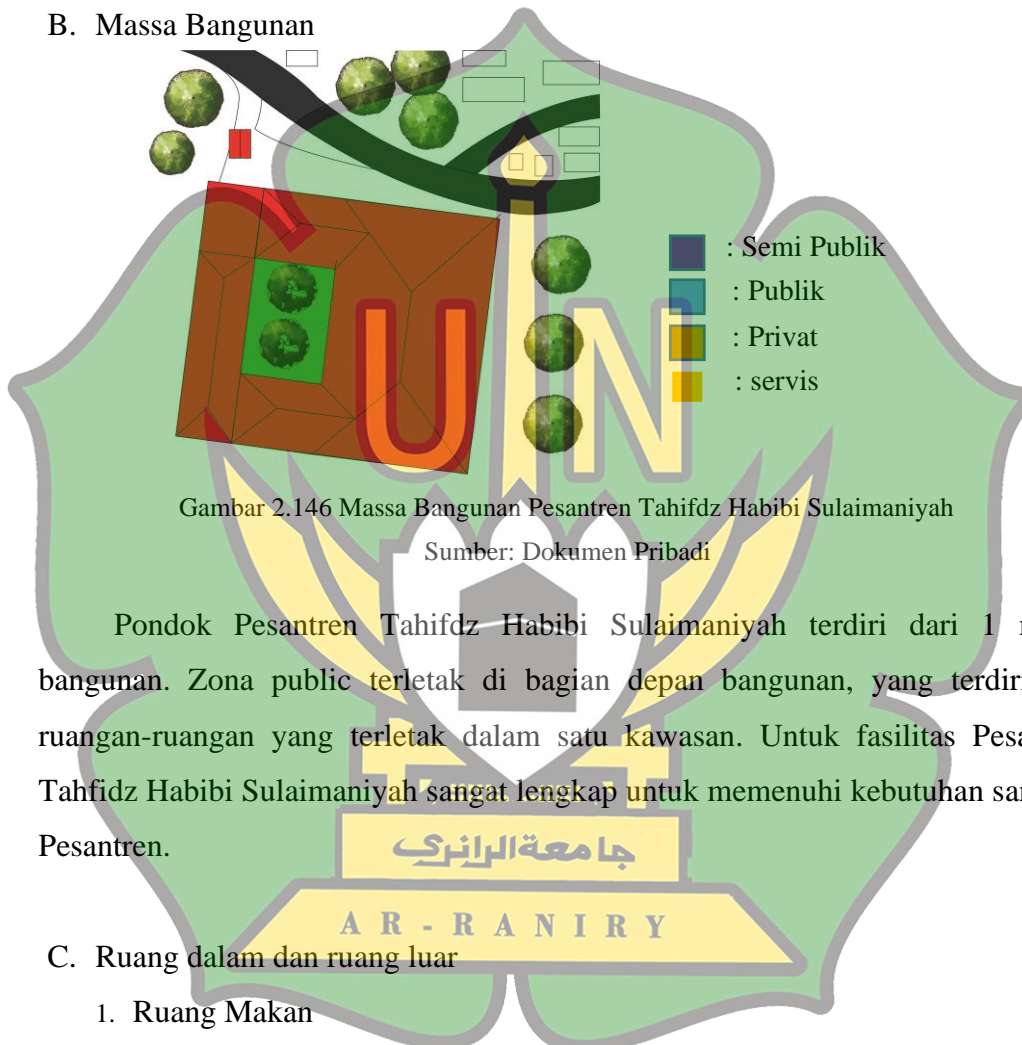 B. Massa Bangunan
: Semi Publik
: Publik
: Privat
: servis
U N
Gambar 2.146 Massa Bangunan Pesantren Tahifdz Habibi Sulaimaniyah
Sumber: Dokumen Pribadi
Pondok Pesantren Tahifdz Habibi Sulaimaniyah terdiri dari 1
bangunan. Zona public terletak di bagian depan bangunan, yang terdiri
ruangan-ruangan yang terletak dalam satu kawasan. Untuk fasilitas
Tahfidz Habibi Sulaimaniyah sangat lengkap untuk memenuhi kebutuhan
Pesantren.
جامعة الرانري
AR-RANIRY
C. Ruang dalam dan ruang luar
1. Ruang Makan